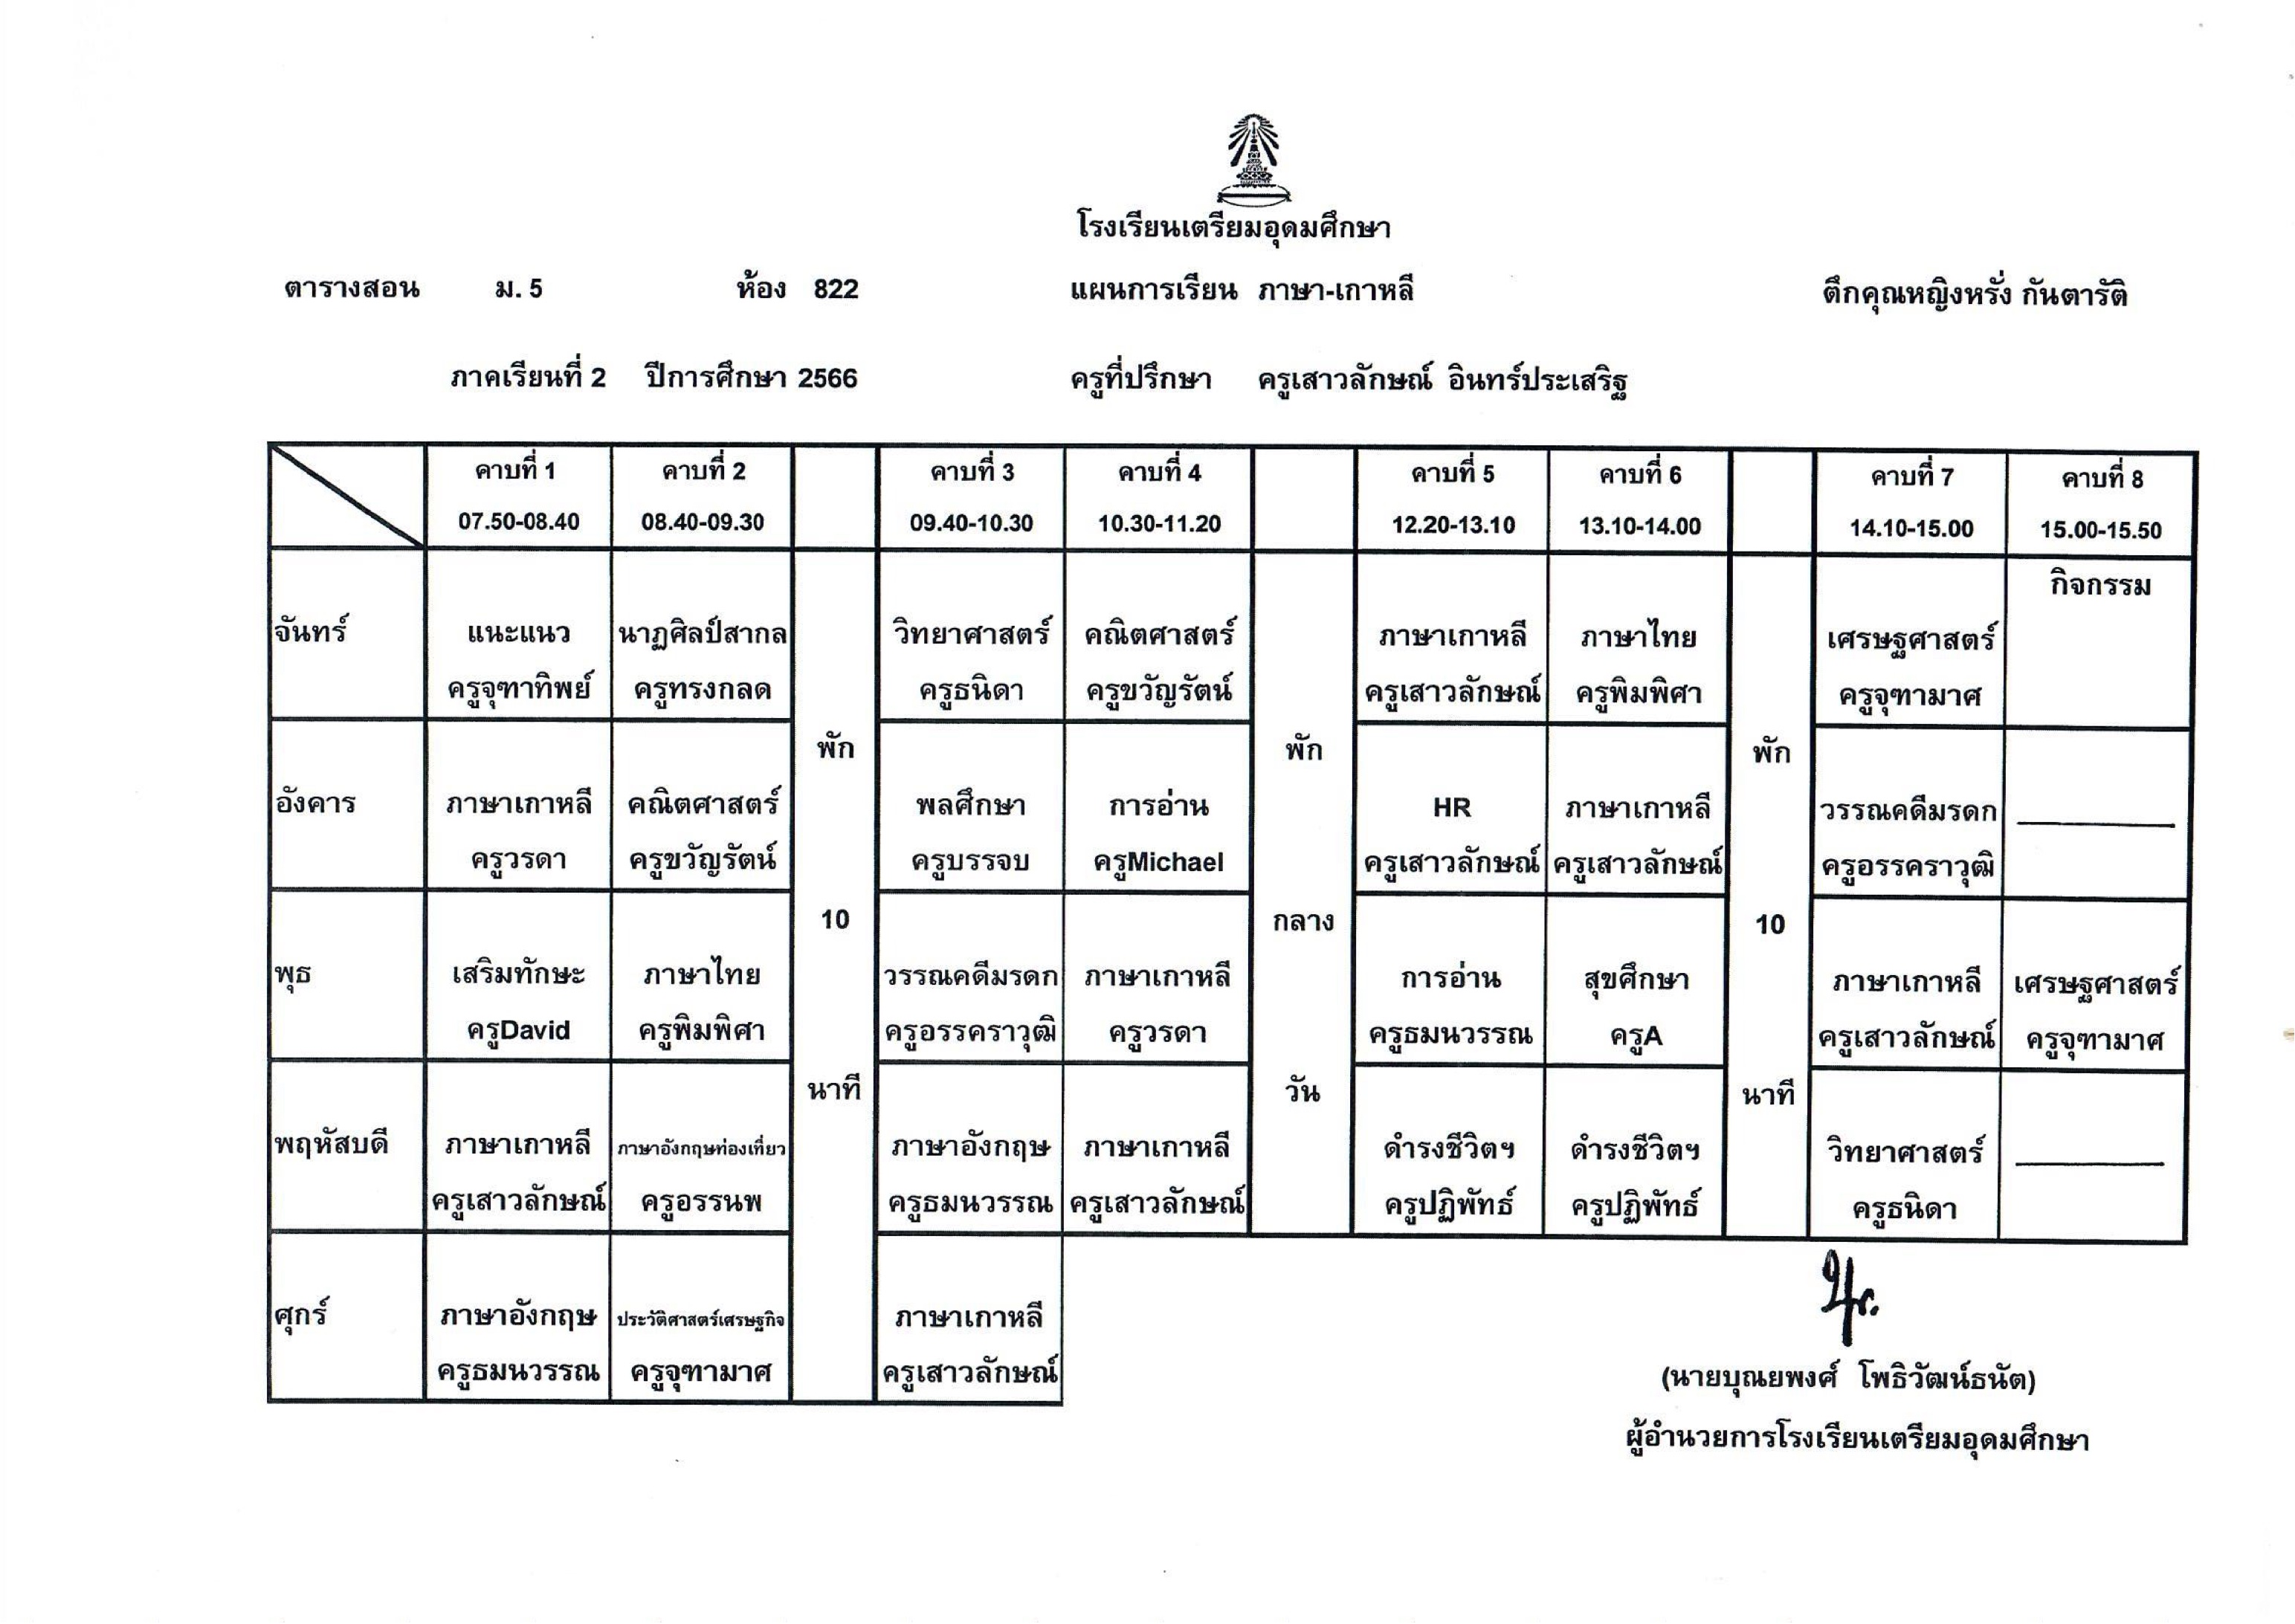 โรงเรียนเตรียมอุดมศึกษา
ตารางสอน ม. 5 ห้อง 822 แผนการเรียน ภาษา-เกาหลี ตึกคุณหญิงหรั่ง กันตารัติ
ภาคเรียนที่ 2 ปีการศึกษา 2566 ครูที่ปรึกษา ครูเสาวลักษณ์ อินทร์ประเสริฐ
คาบที่ 1 คาบที่ 2 คาบที่ 3 คาบที่ 4 คาบที่ 5 คาบที่ 6 คาบที่ 7 คาบที่ 8
07.50-08.40 08.40-09.30 09.40-10.30 10.30-11.20 12.20-13.10 13.10-14.00 14.10-15.00 15.00-15.50
กิจกรรม
จันทร์ แนะแนว นาฏศิลป์สากล วิทยาศาสตร์ คณิตศาสตร์ ภาษาเกาหลี ภาษาไทย เศรษฐศาสตร์
ครูจุฑาทิพย์ ครูทรงกลด ครูธนิดา ครูขวัญรัตน์ ครูเสาวลักษณ์ ครูพิมพิศา ครูจุฑามาศ
พัก พัก พัก
อังคาร ภาษาเกาหลี คณิตศาสตร์ พลศึกษา การอ่าน HR ภาษาเกาหลี วรรณคดีมรดก
ครูวรดา ครูขวัญรัตน์ ครูบรรจบ ครูMichael ครูเสาวลักษณ์ ครูเสาวลักษณ์ ครูอรรคราวุฒิ
10 กลาง 10
พุธ เสริมทักษะ ภาษาไทย วรรณคดีมรดก ภาษาเกาหลี การอ่าน สุขศึกษา ภาษาเกาหลี เศรษฐศาสตร์
ครูDavid ครูพิมพิศา ครูอรรคราวุฒิ ครูวรดา ครูธมนวรรณ ครูA ครูเสาวลักษณ์ ครูจุฑามาศ
นาที วัน นาที
พฤหัสบดี ภาษาเกาหลี ภาษาอังกฤษท่องเที่ยว ภาษาอังกฤษ ภาษาเกาหลี ดำรงชีวิตฯ ดำรงชีวิตฯ วิทยาศาสตร์
ครูเสาวลักษณ์ ครูอรรนพ ครูธมนวรรณ ครูเสาวลักษณ์ ครูปฏิพัทธ์ ครูปฏิพัทธ์ ครูธนิดา
ศุกร์ ภาษาอังกฤษ ประวัติศาสตร์เศรษฐกิจ ภาษาเกาหลี
ครูธมนวรรณ ครูจุฑามาศ ครูเสาวลักษณ์
(นายบุณยพงศ์ โพธิวัฒน์ธนัต)
ผู้อำนวยการโรงเรียนเตรียมอุดมศึกษา